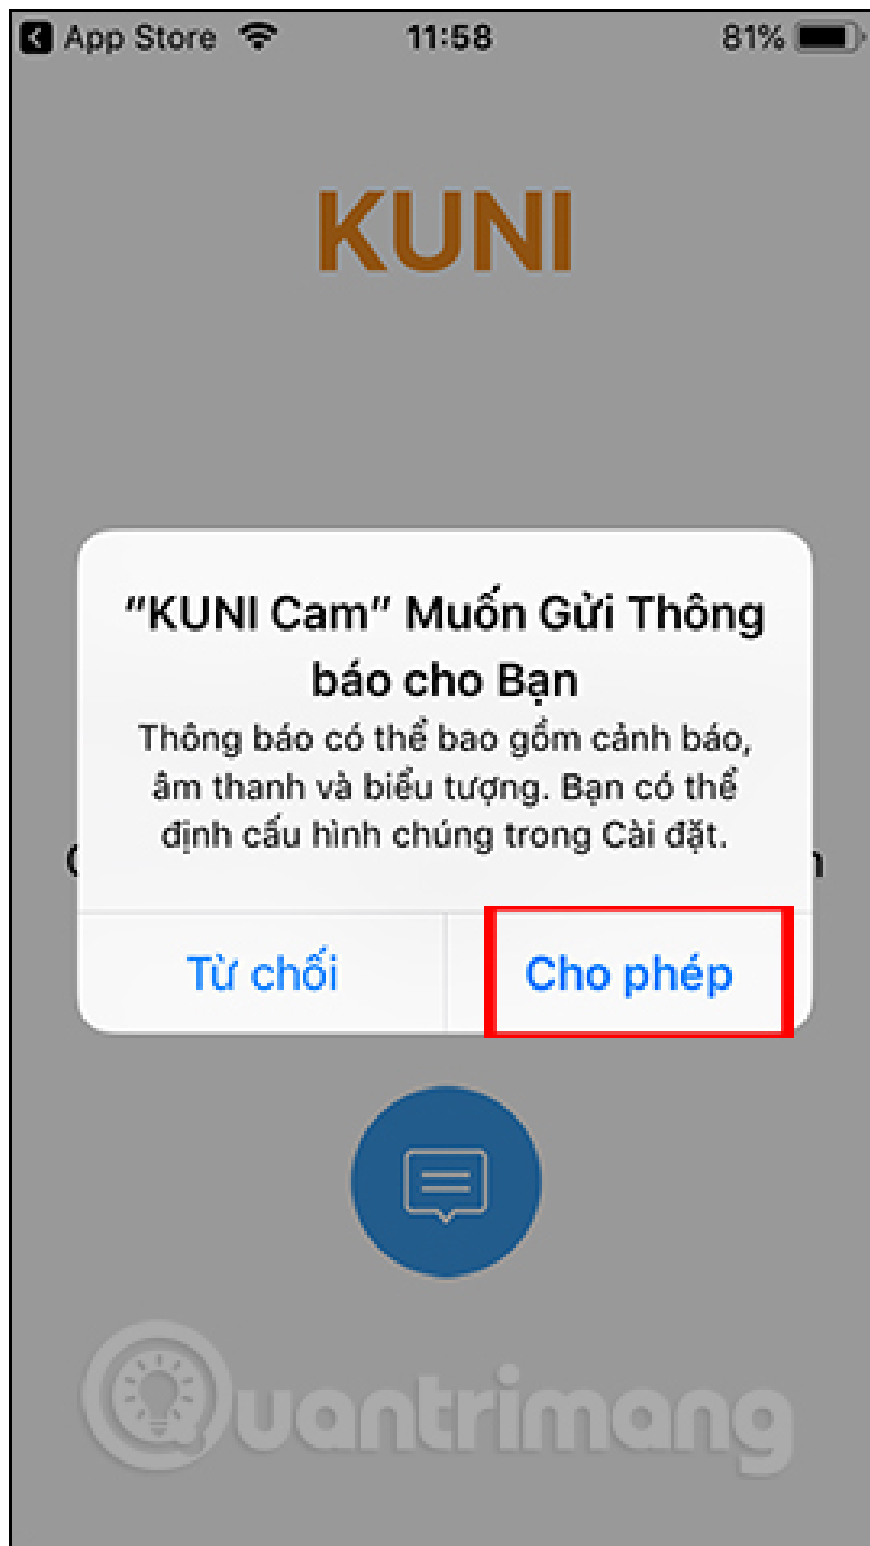 App Store 11:58 81%
KUNI
"KUNI Cam" Muốn Gửi Thông
báo cho Bạn
Thông báo có thể bao gồm cảnh báo,
âm thanh và biểu tượng. Bạn có thể
định cấu hình chúng trong Cài đặt.
Từ chối Cho phép
Quantrimang